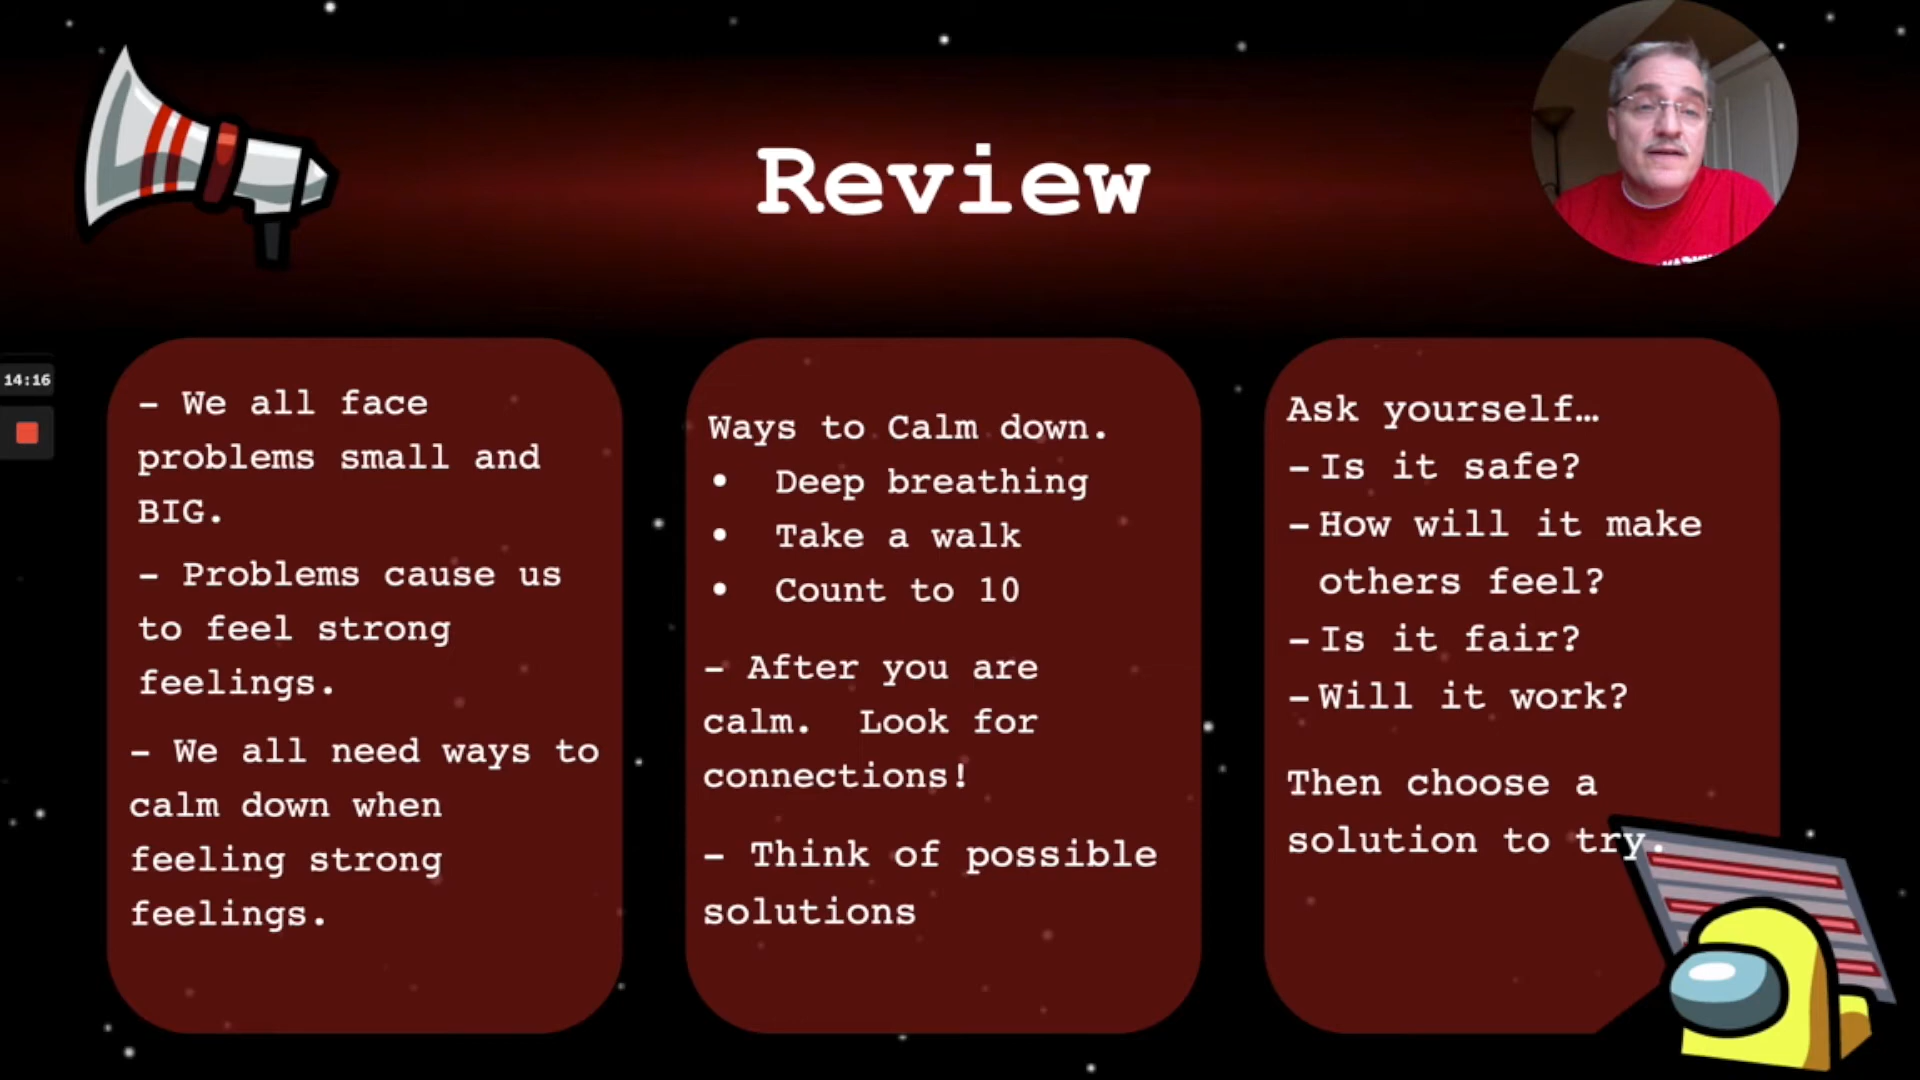 Review
14:16
– We all face
problems small and
BIG.
– Problems cause us
to feel strong
feelings.
– We all need ways to
calm down when
feeling strong
feelings.
Ways to Calm down.
• Deep breathing
• Take a walk
• Count to 10
– After you are
calm. Look for
connections!
– Think of possible
solutions
Ask yourself…
– Is it safe?
– How will it make
others feel?
– Is it fair?
– Will it work?
Then choose a
solution to try.